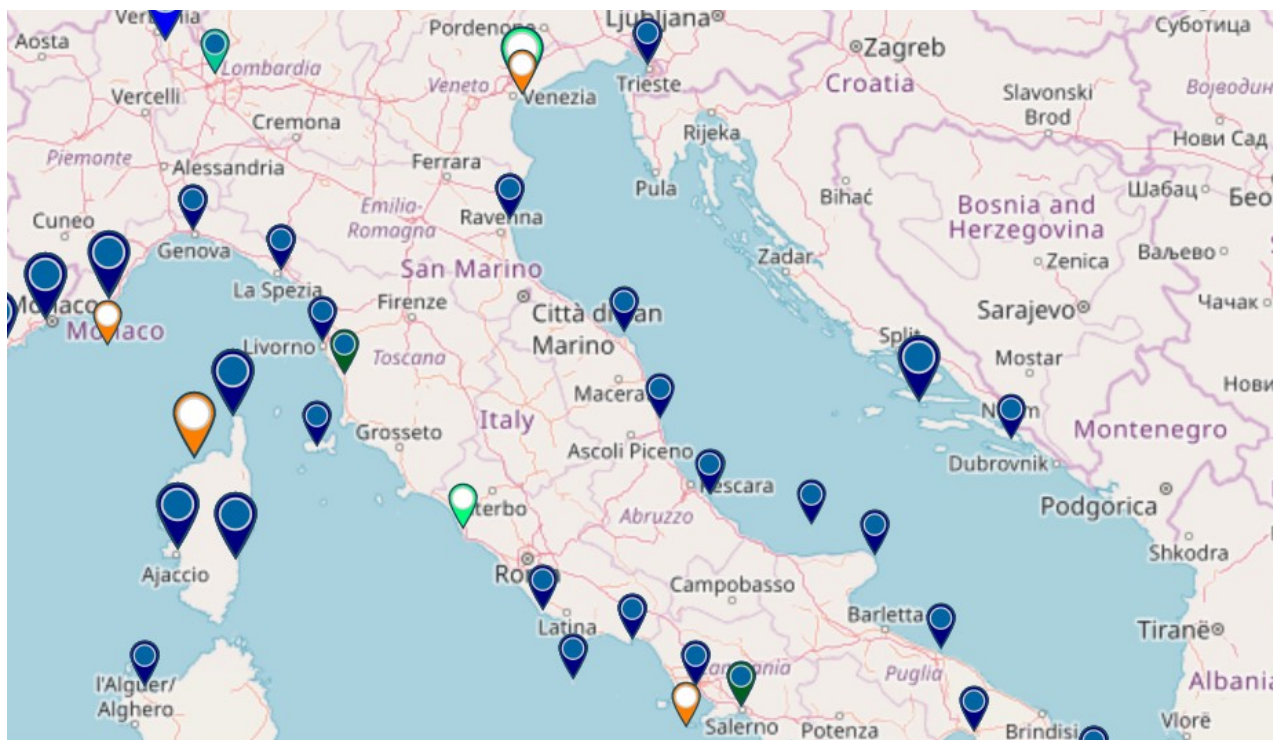 Aosta
Pordenone
Ljubljana
Zagreb
Суботица
Lombardia
Veneto
Venezia
Trieste
Croatia
Vercelli
Cremona
Rijeka
Slavonski
Brod
Нови Сад
Piemonte
Alessandria
Ferrara
Pula
Bihać
Шабац
Cuneo
Emilia-
Romagna
Ravenna
Bosnia and
Herzegovina
Genova
Zadar
Zenica
Ваљево
La Spezia
San Marino
Firenze
Sarajevo
Чачак
Monaco
Livorno
Toscana
Città di San
Marino
Split
Mostar
Macerata
Grosseto
Italy
Ascoli Piceno
Montenegro
Dubrovnik
Pescara
Podgorica
Abruzzo
Shkodra
Ajaccio
Roma
Campobasso
Latina
Barletta
Tiranë
Campania
Puglia
l'Alguer/
Alghero
Albania
Salerno
Potenza
Brindisi
Vlorë